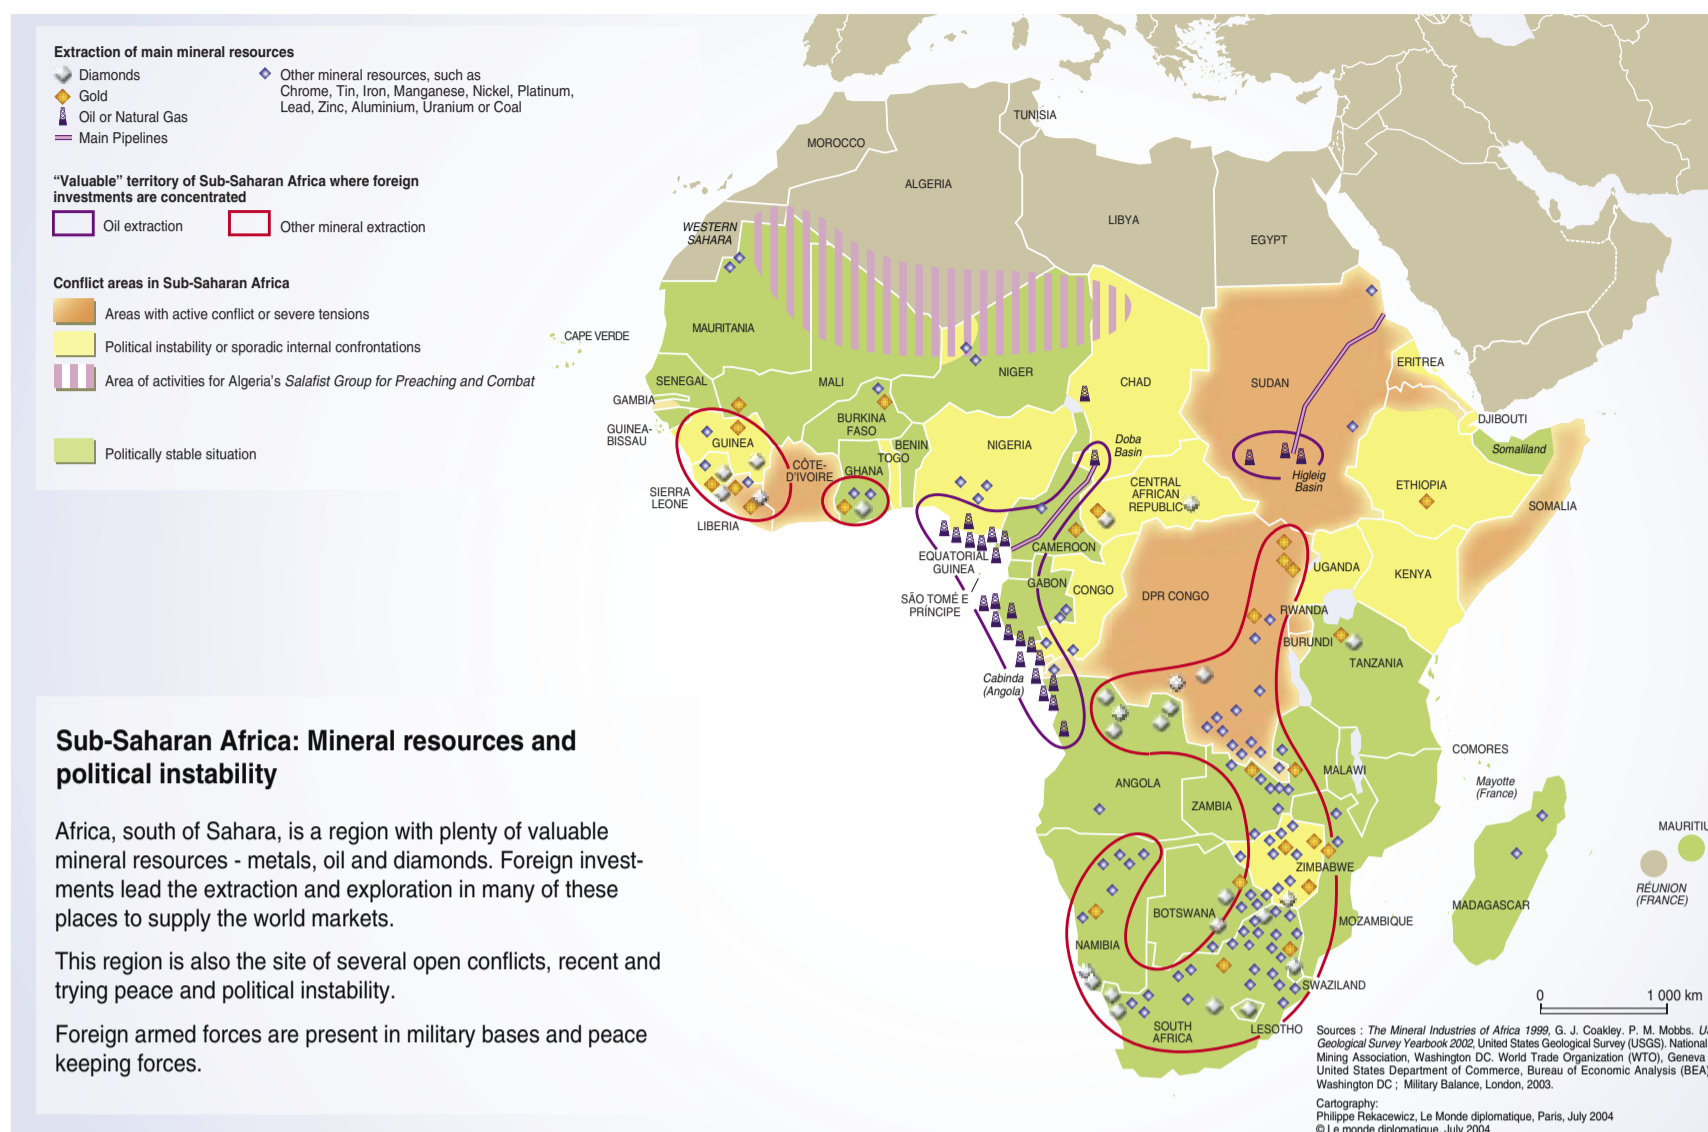 Extraction of main mineral resources
Diamonds
Gold
Oil or Natural Gas
Main Pipelines
Other mineral resources, such as
Chrome, Tin, Iron, Manganese, Nickel, Platinum,
Lead, Zinc, Aluminium, Uranium or Coal
“Valuable” territory of Sub-Saharan Africa where foreign
investments are concentrated
Oil extraction
Other mineral extraction
Conflict areas in Sub-Saharan Africa
Areas with active conflict or severe tensions
Political instability or sporadic internal confrontations
Area of activities for Algeria's Salafist Group for Preaching and Combat
Politically stable situation
Sub-Saharan Africa: Mineral resources and
political instability
Africa, south of Sahara, is a region with plenty of valuable
mineral resources - metals, oil and diamonds. Foreign invest-
ments lead the extraction and exploration in many of these
places to supply the world markets.
This region is also the site of several open conflicts, recent and
trying peace and political instability.
Foreign armed forces are present in military bases and peace
keeping forces.
TUNISIA
MOROCCO
ALGERIA
LIBYA
EGYPT
WESTERN
SAHARA
CAPE VERDE
MAURITANIA
MALI
NIGER
CHAD
SUDAN
ERITREA
SENEGAL
GAMBIA
GUINEA-
BISSAU
GUINEA
BURKINA
FASO
BENIN
TOGO
GHANA
CÔTE-
D'IVOIRE
NIGERIA
Doba
Basin
DJIBOUTI
Somaliland
SIERRA
LEONE
LIBERIA
CENTRAL
AFRICAN
REPUBLIC
Higleig
Basin
ETHIOPIA
SOMALIA
EQUATORIAL
GUINEA
CAMEROON
SÃO TOMÉ E
PRÍNCIPE
GABON
CONGO
DPR CONGO
UGANDA
KENYA
RWANDA
BURUNDI
TANZANIA
Cabinda
(Angola)
ANGOLA
ZAMBIA
MALAWI
COMORES
Mayotte
(France)
ZIMBABWE
MAURITIU
RÉUNION
(FRANCE)
MADAGASCAR
BOTSWANA
MOZAMBIQUE
NAMIBIA
SWAZILAND
SOUTH
AFRICA
LESOTHO
0 1 000 km
Sources : The Mineral Industries of Africa 1999, G. J. Coakley. P. M. Mobbs. U
Geological Survey Yearbook 2002, United States Geological Survey (USGS). National
Mining Association, Washington DC. World Trade Organization (WTO), Geneva
United States Department of Commerce, Bureau of Economic Analysis (BEA)
Washington DC ; Military Balance, London, 2003.
Cartography:
Philippe Rekacewicz, Le Monde diplomatique, Paris, July 2004
© Le monde diplomatique, July 2004